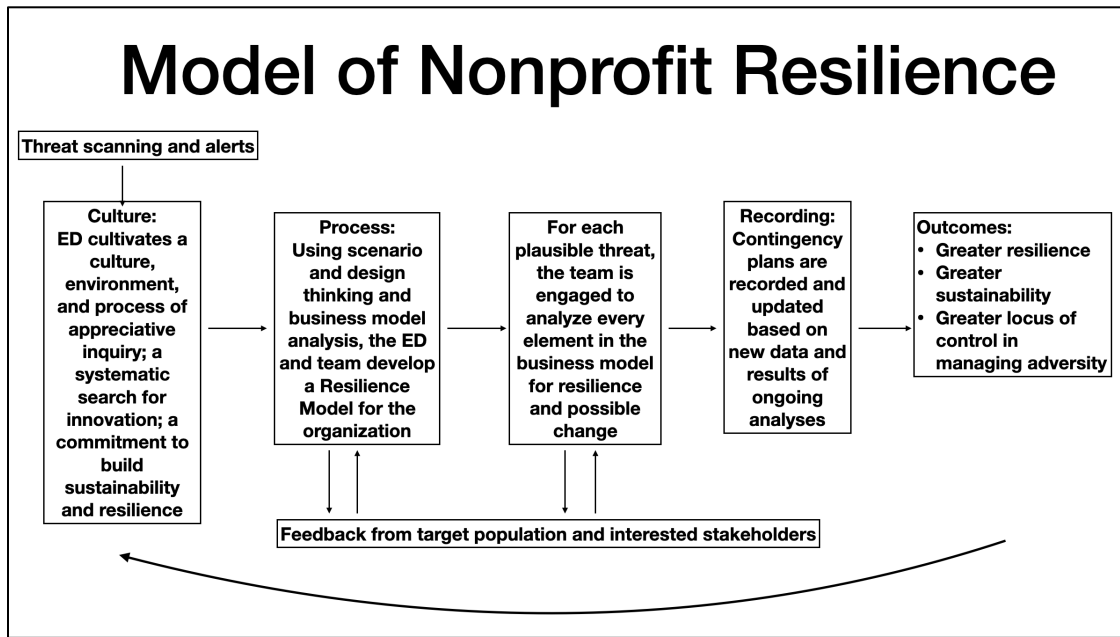 Model of Nonprofit Resilience
Threat scanning and alerts
Culture:
ED cultivates a
culture,
environment,
and process of
appreciative
inquiry; a
systematic
search for
innovation; a
commitment to
build
sustainability
and resilience
Process:
Using scenario
and design
thinking and
business model
analysis, the ED
and team develop
a Resilience
Model for the
organization
For each
plausible threat,
the team is
engaged to
analyze every
element in the
business model
for resilience
and possible
change
Recording:
Contingency
plans are
recorded and
updated
based on
new data and
results of
ongoing
analyses
Outcomes:
• Greater resilience
• Greater
sustainability
• Greater locus of
control in
managing adversity
Feedback from target population and interested stakeholders